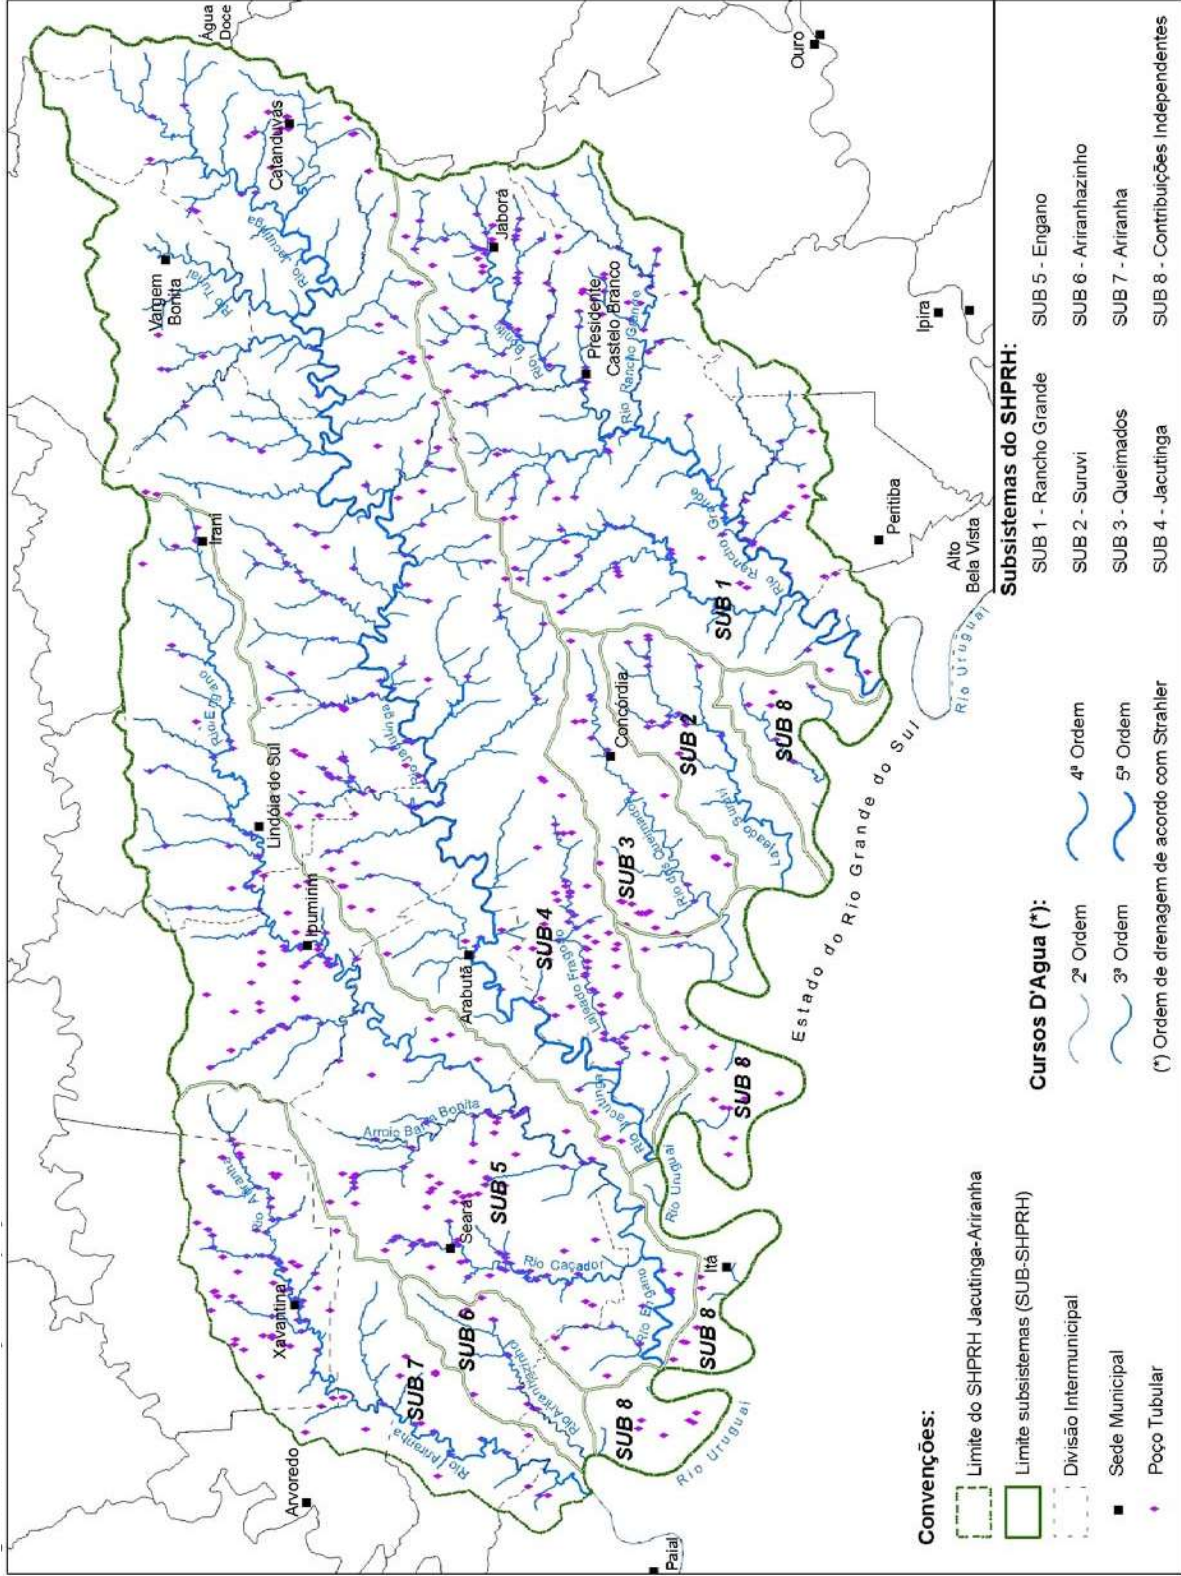 Água
Doce
Ouro
Catanduvas
Rio Jacutinga
Vargem
Bonita
Rio Turial
Jaborá
Rio Bonito
Presidente
Castelo Branco
Rio Rancho Grande
Ipira
Irani
Rio Engano
Rio Rancho Grande
Peritiba
Alto
Bela Vista
SUB 1
Rio Uruguai
Lindóia do Sul
Rio Jacutinga
Concórdia
SUB 2
SUB 8
Rio dos Queimados
Lajeado Suruvi
SUB 3
Ipumirim
Arabutã
SUB 4
Lajeado Fragoso
Estado do Rio Grande do Sul
Rio Jacutinga
SUB 8
Arroio Barra Bonita
Rio Uruguai
SUB 5
Seara
Rio Caçador
Rio Engano
Itá
SUB 8
Rio Ariranha
Xavantina
SUB 6
Rio Ariranhazinho
SUB 7
Rio Ariranha
SUB 8
Rio Uruguai
Arvoredo
Paial
Convenções:
Limite do SHPRH Jacutinga-Ariranha
Limite subsistemas (SUB-SHPRH)
Divisão Intermunicipal
Sede Municipal
Poço Tubular
Cursos D'Agua (*):
2ª Ordem
4ª Ordem
3ª Ordem
5ª Ordem
(*) Ordem de drenagem de acordo com Strahler
Subsistemas do SHPRH:
SUB 1 - Rancho Grande
SUB 5 - Engano
SUB 2 - Suruvi
SUB 6 - Ariranhazinho
SUB 3 - Queimados
SUB 7 - Ariranha
SUB 4 - Jacutinga
SUB 8 - Contribuições Independentes